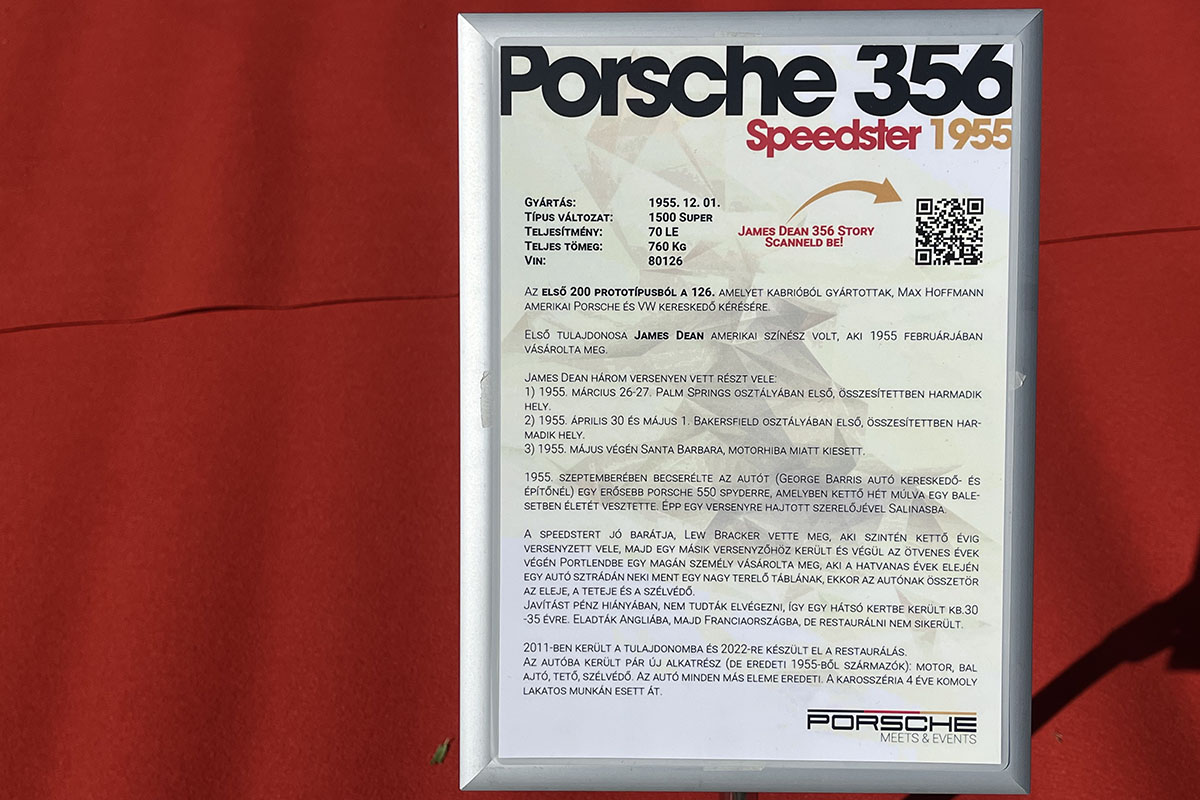 Porsche 356
Speedster 1955
Gyártás: 1955. 12. 01.
Típus változat: 1500 Super
Teljesítmény: 70 LE
Teljes tömeg: 760 Kg
Vin: 80126
James Dean 356 Story
Scanneld be!
Az első 200 prototípusból a 126. amelyet kabrióból gyártottak, Max Hoffmann
amerikai Porsche és VW kereskedő kérésére.
Első tulajdonosa James Dean amerikai színész volt, aki 1955 februárjában
vásárolta meg.
James Dean három versenyen vett részt vele:
1) 1955. március 26-27. Palm Springs osztályában első, összesítettben harmadik
hely.
2) 1955. április 30 és május 1. Bakersfield osztályában első, összesítettben har-
madik hely.
3) 1955. május végén Santa Barbara, motorhiba miatt kiesett.
1955. szeptemberében becserélte az autót (George Barris autó kereskedő- és
építőnél) egy erősebb porsche 550 spyderre, amelyben kettő hét múlva egy bale-
setben életét vesztette. Épp egy versenyre hajtott szerelőjével Salinasba.
A speedstert jó barátja, Lew Bracker vette meg, aki szintén kettő évig
versenyzett vele, majd egy másik versenyzőhöz került és végül az ötvenes évek
végén Portlendbe egy magán személy vásárolta meg, aki a hatvanas évek elején
egy autó sztrádán neki ment egy nagy terelő táblának, ekkor az autónak összetör
az eleje, a teteje és a szélvédő.
Javítást pénz hiányában, nem tudták elvégezni, így egy hátsó kertbe került kb.30
-35 évre. Eladták Angliába, majd Franciaországba, de restaurálni nem sikerült.
2011-ben került a tulajdonomba és 2022-re készült el a restaurálás.
Az autóba került pár új alkatrész (de eredeti 1955-ből származók): motor, bal
ajtó, tető, szélvédő. Az autó minden más eleme eredeti. A karosszéria 4 éve komoly
lakatos munkán esett át.
PORSCHE
MEETS & EVENTS